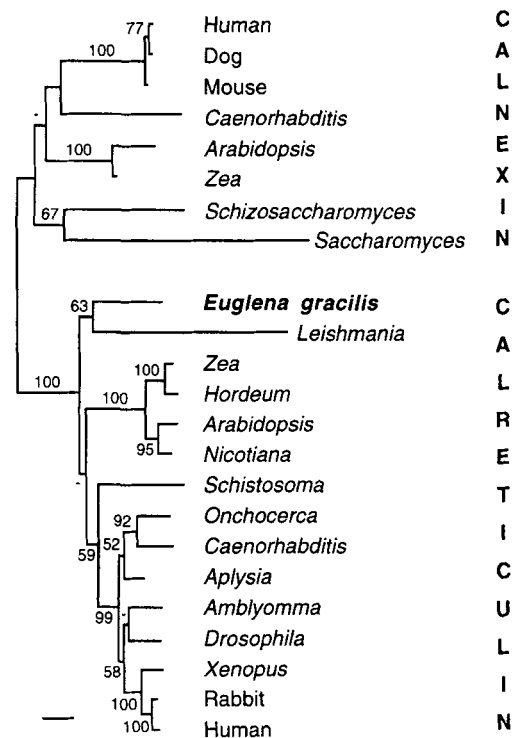 77 Human C
100 Dog A
Mouse L
Caenorhabditis N
100 Arabidopsis E
Zea X
Schizosaccharomyces I
67 Saccharomyces N
63 Euglena gracilis C
Leishmania A
100 Zea L
100 100 Hordeum R
Arabidopsis E
95 Nicotiana
Schistosoma T
92 Onchocerca I
59 52 Caenorhabditis C
Aplysia
99 Amblyomma U
Drosophila L
58 Xenopus I
100 Rabbit
100 Human N